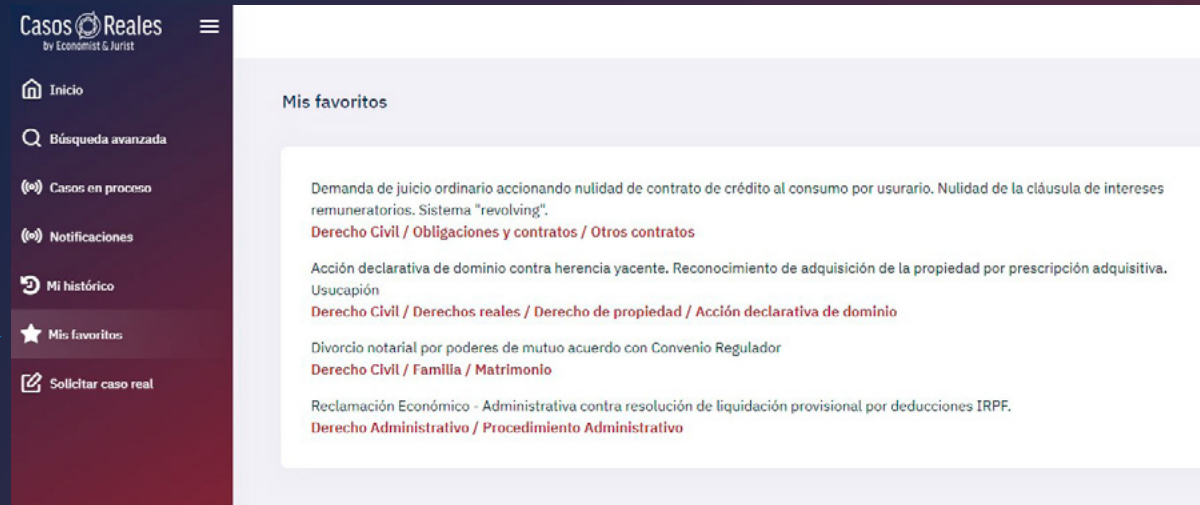 Casos Reales
by Economist & Jurist
Inicio
Búsqueda avanzada
Casos en proceso
Notificaciones
Mi histórico
Mis favoritos
Solicitar caso real
Mis favoritos
Demanda de juicio ordinario accionando nulidad de contrato de crédito al consumo por usurario. Nulidad de la cláusula de intereses
remuneratorios. Sistema "revolving".
Derecho Civil / Obligaciones y contratos / Otros contratos
Acción declarativa de dominio contra herencia yacente. Reconocimiento de adquisición de la propiedad por prescripción adquisitiva.
Usucapión
Derecho Civil / Derechos reales / Derecho de propiedad / Acción declarativa de dominio
Divorcio notarial por poderes de mutuo acuerdo con Convenio Regulador
Derecho Civil / Familia / Matrimonio
Reclamación Económico - Administrativa contra resolución de liquidación provisional por deducciones IRPF.
Derecho Administrativo / Procedimiento Administrativo